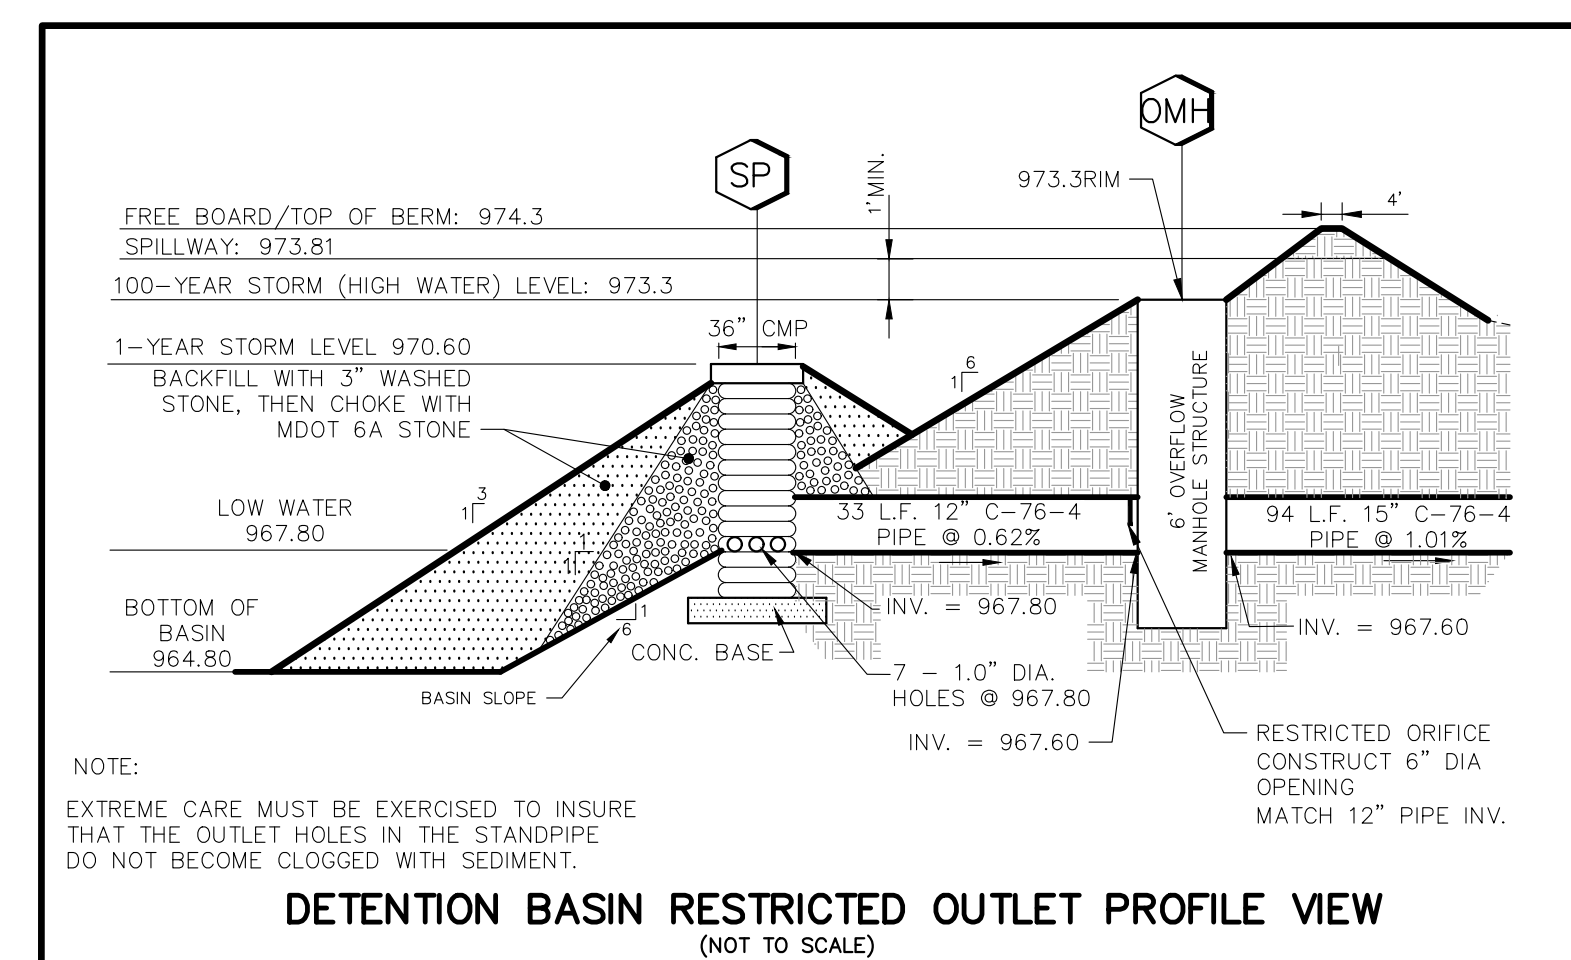 OMH
SP
1' MIN.
973.3RIM
4'
FREE BOARD/TOP OF BERM: 974.3
SPILLWAY: 973.81
100-YEAR STORM (HIGH WATER) LEVEL: 973.3
36" CMP
1-YEAR STORM LEVEL 970.60
BACKFILL WITH 3" WASHED
STONE, THEN CHOKE WITH
MDOT 6A STONE
6
1
6' OVERFLOW
MANHOLE STRUCTURE
3
1
LOW WATER
967.80
1
1
33 L.F. 12" C-76-4
PIPE @ 0.62%
94 L.F. 15" C-76-4
PIPE @ 1.01%
BOTTOM OF
BASIN
964.80
1
6
BASIN SLOPE
CONC. BASE
INV. = 967.80
INV. = 967.60
7 - 1.0" DIA.
HOLES @ 967.80
INV. = 967.60
RESTRICTED ORIFICE
CONSTRUCT 6" DIA
OPENING
MATCH 12" PIPE INV.
NOTE:
EXTREME CARE MUST BE EXERCISED TO INSURE
THAT THE OUTLET HOLES IN THE STANDPIPE
DO NOT BECOME CLOGGED WITH SEDIMENT.
DETENTION BASIN RESTRICTED OUTLET PROFILE VIEW
(NOT TO SCALE)